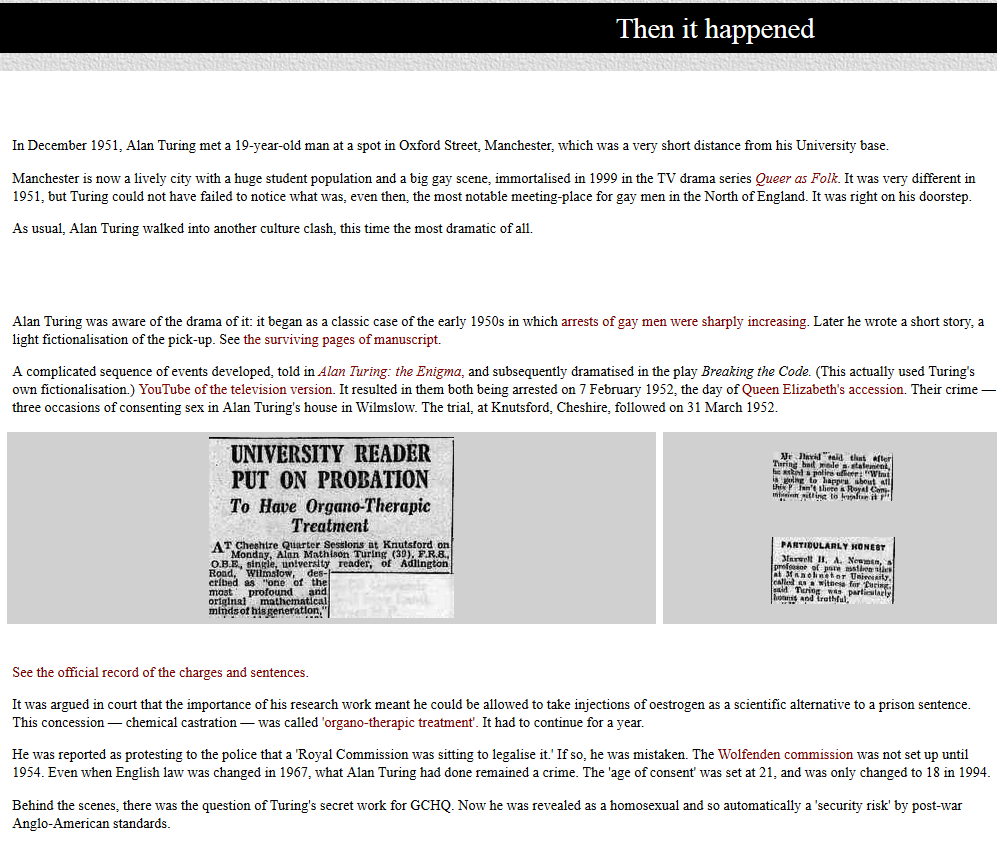 Then it happened
In December 1951, Alan Turing met a 19-year-old man at a spot in Oxford Street, Manchester, which was a very short distance from his University base.
Manchester is now a lively city with a huge student population and a big gay scene, immortalised in 1999 in the TV drama series Queer as Folk. It was very different in
1951, but Turing could not have failed to notice what was, even then, the most notable meeting-place for gay men in the North of England. It was right on his doorstep.
As usual, Alan Turing walked into another culture clash, this time the most dramatic of all.
Alan Turing was aware of the drama of it: it began as a classic case of the early 1950s in which arrests of gay men were sharply increasing. Later he wrote a short story, a
light fictionalisation of the pick-up. See the surviving pages of manuscript.
A complicated sequence of events developed, told in Alan Turing: the Enigma, and subsequently dramatised in the play Breaking the Code. (This actually used Turing's
own fictionalisation.) YouTube of the television version. It resulted in them both being arrested on 7 February 1952, the day of Queen Elizabeth's accession. Their crime —
three occasions of consenting sex in Alan Turing's house in Wilmslow. The trial, at Knutsford, Cheshire, followed on 31 March 1952.
UNIVERSITY READER
PUT ON PROBATION
To Have Organo-Therapic
Treatment
AT Cheshire Quarter Sessions at Knutsford on
Monday, Alan Mathison Turing (39), F.R.S.,
O.B.E., single, university reader, of Adlington
Road, Wilmslow, des-
cribed as "one of the
most profound and
original mathematical
minds of his generation,"
Mr David said that after
Turing had made a statement,
he asked a police officer: "What
is going to happen about all
this? Isn't there a Royal Com-
mission sitting to legalise it?"
PARTICULARLY HONEST
Maxwell H. A. Newman, a
professor of pure mathematics
at Manchester University,
called as a witness for Turing,
said Turing was particularly
honest and truthful.
See the official record of the charges and sentences.
It was argued in court that the importance of his research work meant he could be allowed to take injections of oestrogen as a scientific alternative to a prison sentence.
This concession — chemical castration — was called 'organo-therapic treatment'. It had to continue for a year.
He was reported as protesting to the police that a 'Royal Commission was sitting to legalise it.' If so, he was mistaken. The Wolfenden commission was not set up until
1954. Even when English law was changed in 1967, what Alan Turing had done remained a crime. The 'age of consent' was set at 21, and was only changed to 18 in 1994.
Behind the scenes, there was the question of Turing's secret work for GCHQ. Now he was revealed as a homosexual and so automatically a 'security risk' by post-war
Anglo-American standards.